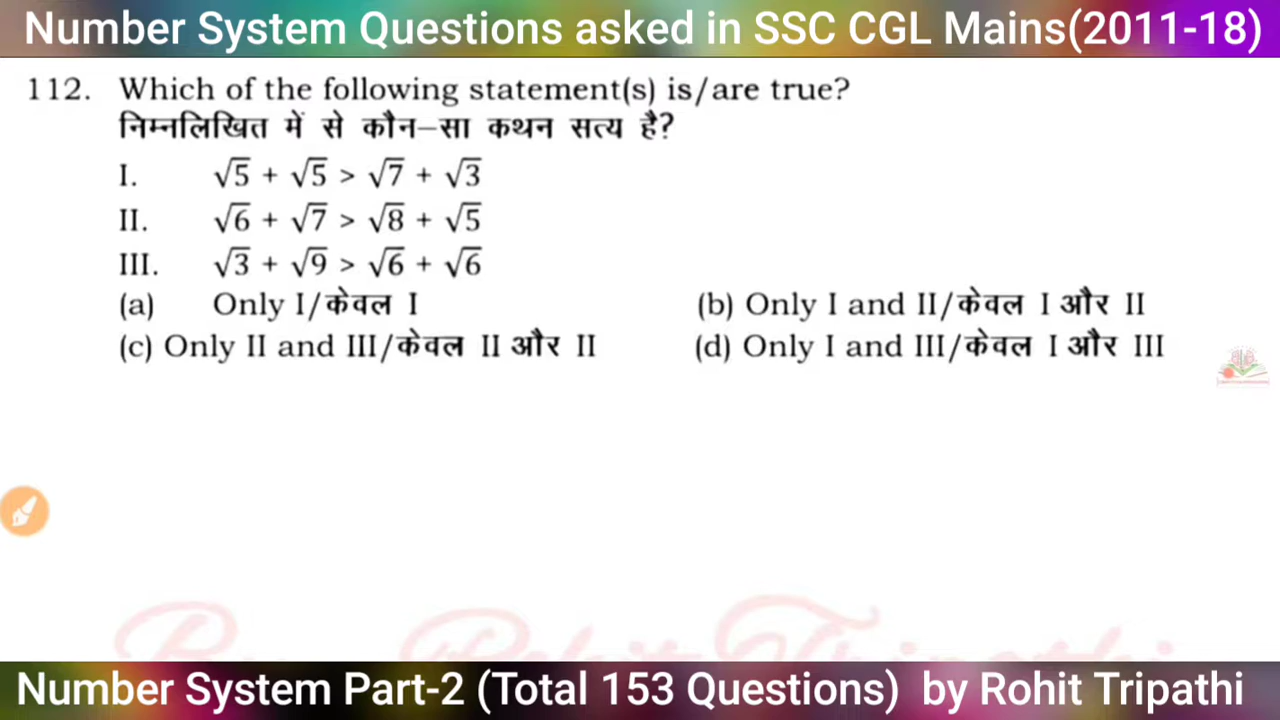 Number System Questions asked in SSC CGL Mains(2011-18)
112. Which of the following statement(s) is/are true?
निम्नलिखित में से कौन–सा कथन सत्य है?
I. √5 + √5 > √7 + √3
II. √6 + √7 > √8 + √5
III. √3 + √9 > √6 + √6
(a) Only I/केवल I (b) Only I and II/केवल I और II
(c) Only II and III/केवल II और II (d) Only I and III/केवल I और III
Number System Part-2 (Total 153 Questions) by Rohit Tripathi